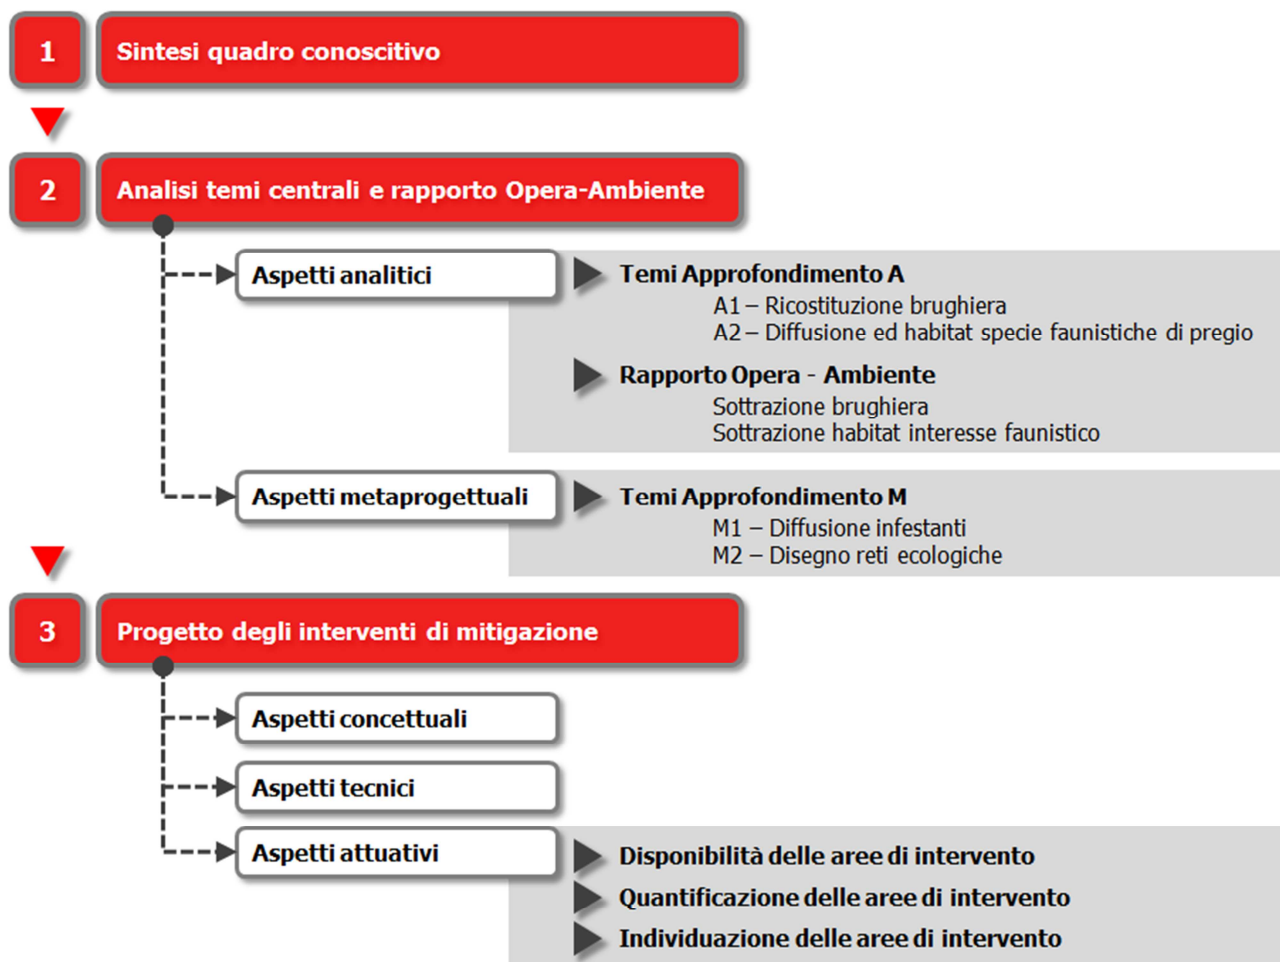 1
Sintesi quadro conoscitivo
2
Analisi temi centrali e rapporto Opera-Ambiente
Aspetti analitici
Temi Approfondimento A
A1 – Ricostituzione brughiera
A2 – Diffusione ed habitat specie faunistiche di pregio
Rapporto Opera - Ambiente
Sottrazione brughiera
Sottrazione habitat interesse faunistico
Aspetti metaprogettuali
Temi Approfondimento M
M1 – Diffusione infestanti
M2 – Disegno reti ecologiche
3
Progetto degli interventi di mitigazione
Aspetti concettuali
Aspetti tecnici
Aspetti attuativi
Disponibilità delle aree di intervento
Quantificazione delle aree di intervento
Individuazione delle aree di intervento